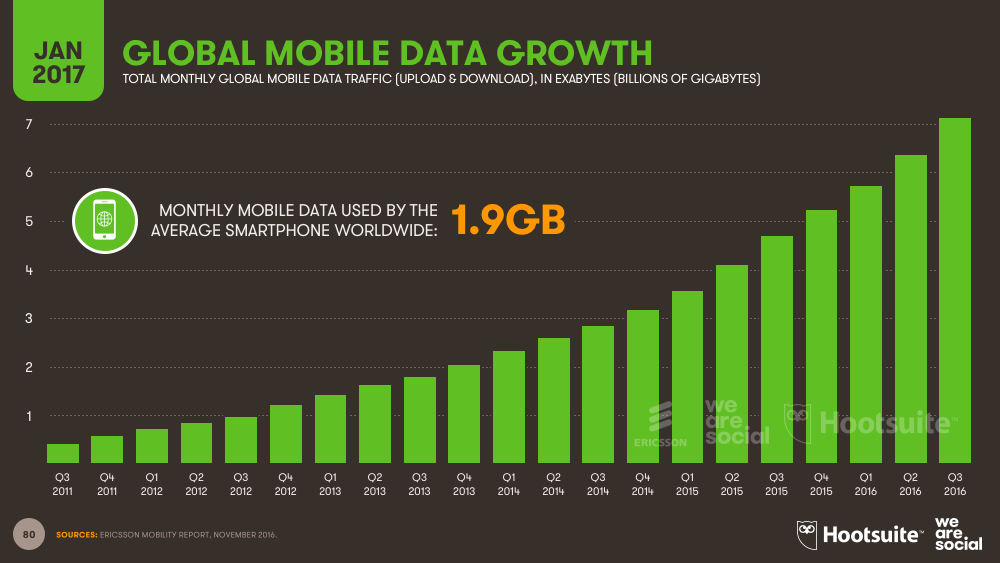 JAN
2017
GLOBAL MOBILE DATA GROWTH
TOTAL MONTHLY GLOBAL MOBILE DATA TRAFFIC (UPLOAD & DOWNLOAD), IN EXABYTES (BILLIONS OF GIGABYTES)
7
6
MONTHLY MOBILE DATA USED BY THE
AVERAGE SMARTPHONE WORLDWIDE:
1.9GB
5
4
3
2
1
ERICSSON
we
are.
social
Hootsuite™
Q3 Q4 Q1 Q2 Q3 Q4 Q1 Q2 Q3 Q4 Q1 Q2 Q3 Q4 Q1 Q2 Q3 Q4 Q1 Q2 Q3
2011 2011 2012 2012 2012 2012 2013 2013 2013 2013 2014 2014 2014 2014 2015 2015 2015 2015 2016 2016 2016
80
SOURCES: ERICSSON MOBILITY REPORT, NOVEMBER 2016.
Hootsuite™
we
are.
social